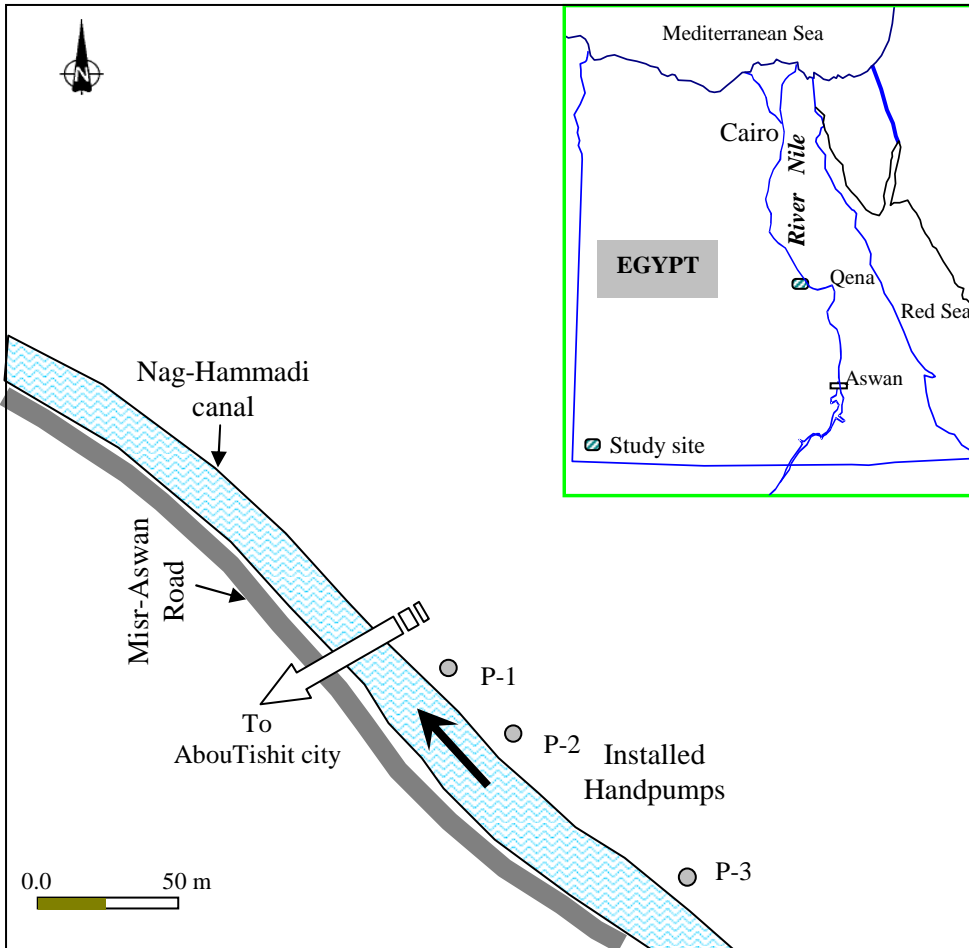 N
Mediterranean Sea
Cairo
River Nile
EGYPT
Qena
Red Sea
Aswan
Study site
Nag-Hammadi
canal
Misr-Aswan
Road
P-1
To
AbouTishit city
P-2
Installed
Handpumps
P-3
0.0 50 m